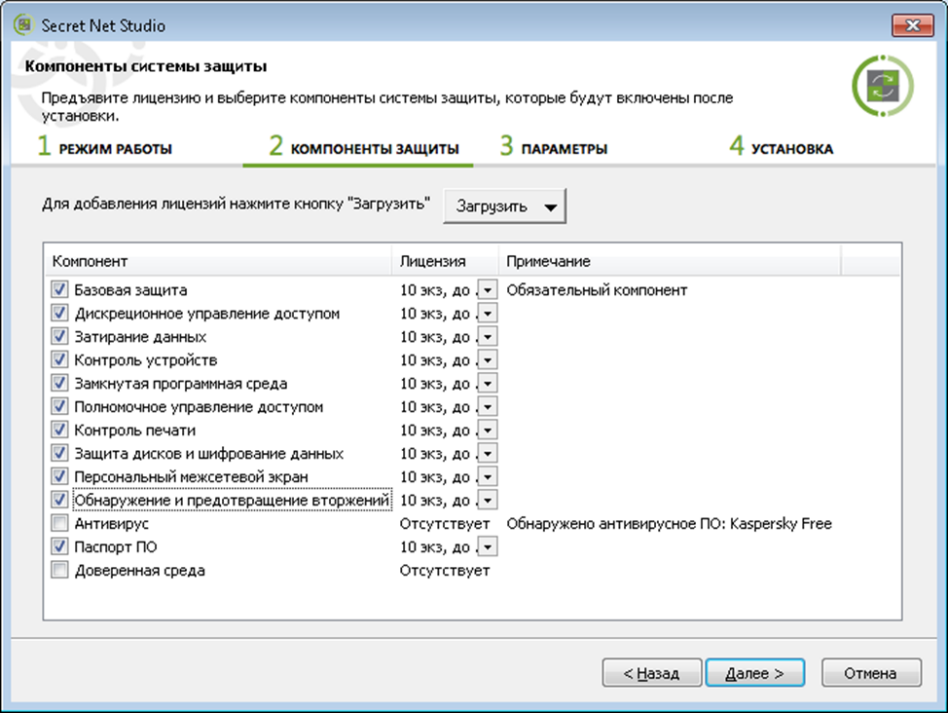 Secret Net Studio
Компоненты системы защиты
Предъявите лицензию и выберите компоненты системы защиты, которые будут включены после
установки.
1 РЕЖИМ РАБОТЫ 2 КОМПОНЕНТЫ ЗАЩИТЫ 3 ПАРАМЕТРЫ 4 УСТАНОВКА
Для добавления лицензий нажмите кнопку "Загрузить" Загрузить
Компонент Лицензия Примечание
Базовая защита 10 экз, до . Обязательный компонент
Дискреционное управление доступом 10 экз, до .
Затирание данных 10 экз, до .
Контроль устройств 10 экз, до .
Замкнутая программная среда 10 экз, до .
Полномочное управление доступом 10 экз, до .
Контроль печати 10 экз, до .
Защита дисков и шифрование данных 10 экз, до .
Персональный межсетевой экран 10 экз, до .
Обнаружение и предотвращение вторжений 10 экз, до .
Антивирус Отсутствует Обнаружено антивирусное ПО: Kaspersky Free
Паспорт ПО 10 экз, до .
Доверенная среда Отсутствует
< Назад Далее > Отмена